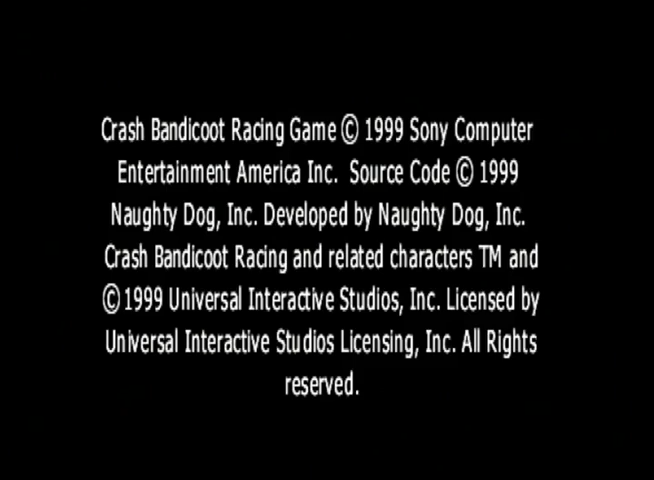 Crash Bandicoot Racing Game © 1999 Sony Computer
Entertainment America Inc.  Source Code © 1999
Naughty Dog, Inc. Developed by Naughty Dog, Inc.
Crash Bandicoot Racing and related characters TM and
©1999 Universal Interactive Studios, Inc. Licensed by
Universal Interactive Studios Licensing, Inc. All Rights
reserved.